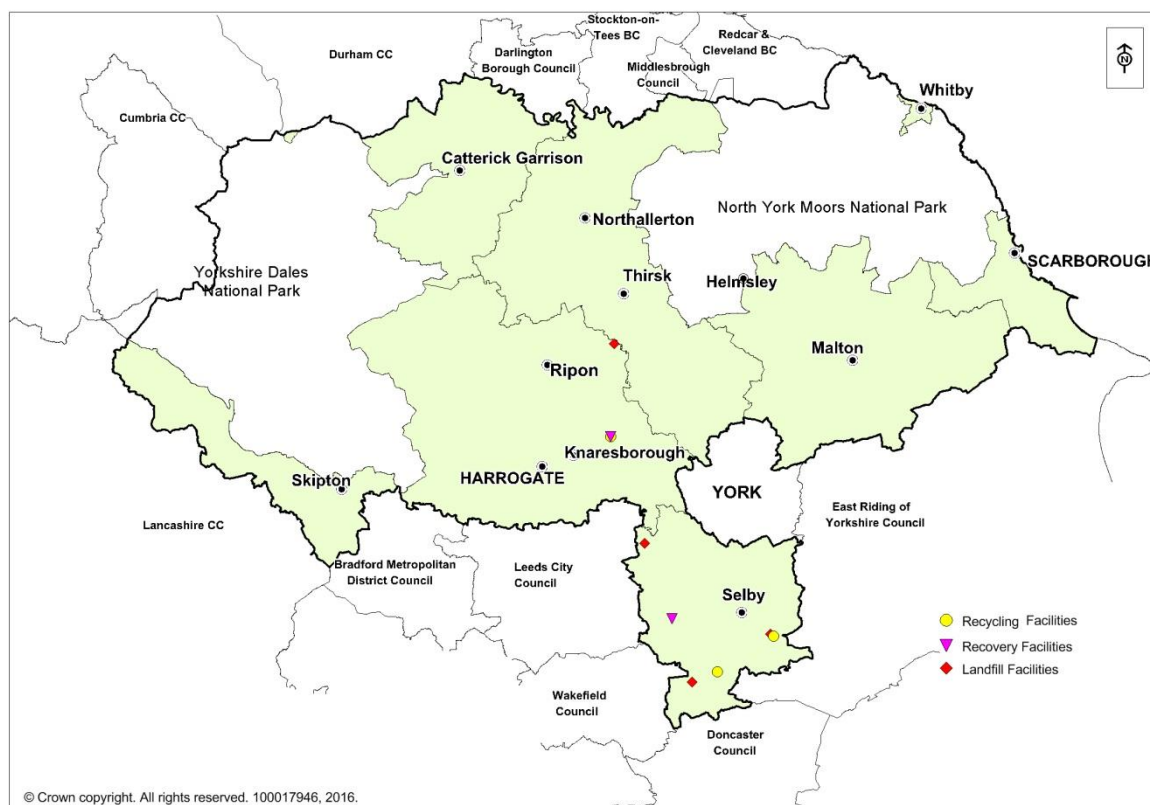 Stockton-on-
Tees BC
Redcar &
Cleveland BC
Durham CC
Darlington
Borough Council
Middlesbrough
Council
N
Cumbria CC
Whitby
Catterick Garrison
North York Moors National Park
Northallerton
SCARBOROUGH
Yorkshire Dales
National Park
Thirsk
Helmsley
Malton
Ripon
Knaresborough
HARROGATE
Skipton
YORK
East Riding of
Yorkshire Council
Lancashire CC
Bradford Metropolitan
District Council
Leeds City
Council
Selby
Recycling Facilities
Recovery Facilities
Landfill Facilities
Wakefield
Council
Doncaster
Council
© Crown copyright. All rights reserved. 100017946, 2016.